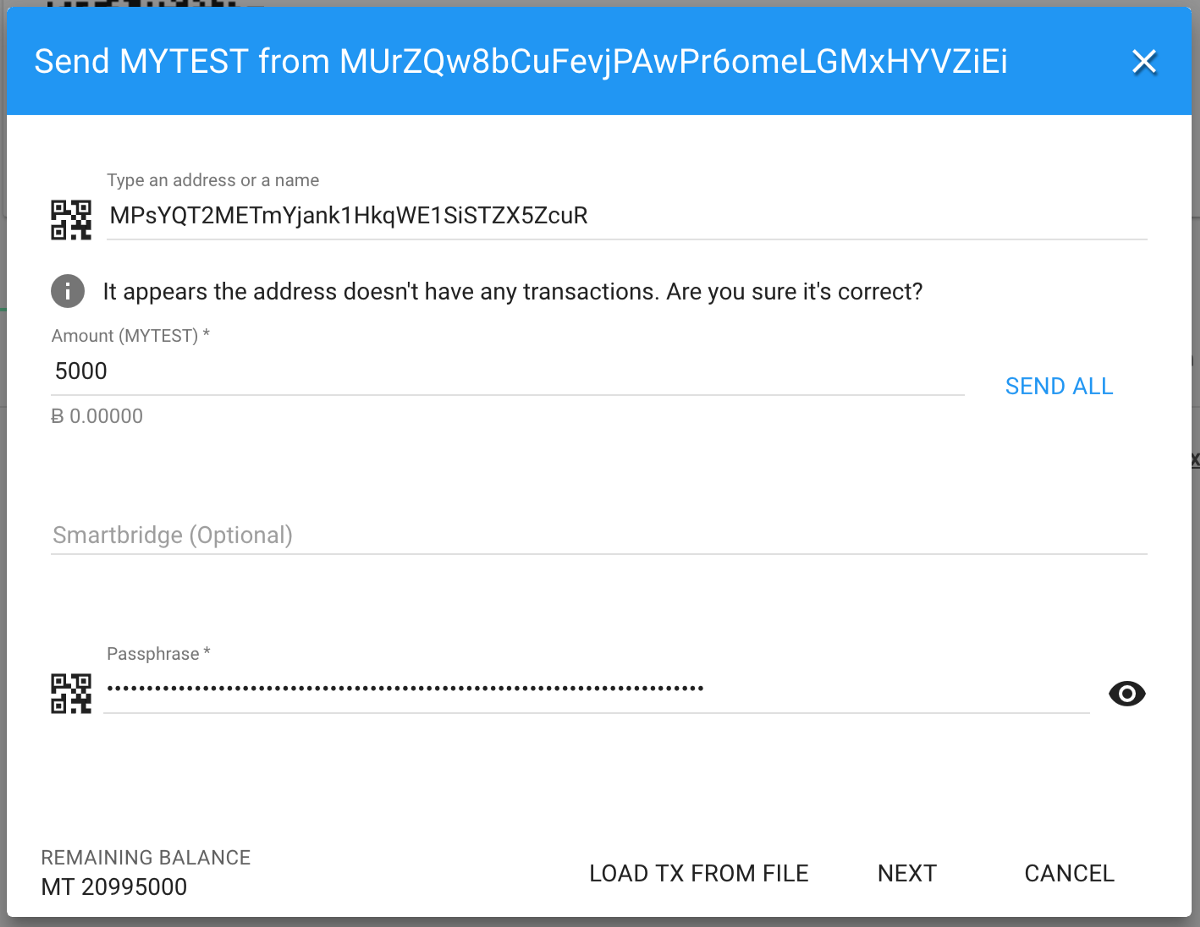 Send MYTEST from MUrZQw8bCuFevjPAwPr6omeLGMxHYVZiEi
Type an address or a name
MPsYQT2METmYjank1HkqWE1SiSTZX5ZcuR
It appears the address doesn't have any transactions. Are you sure it's correct?
Amount (MYTEST) *
5000
SEND ALL
Ƀ 0.00000
Smartbridge (Optional)
Passphrase *
REMAINING BALANCE
MT 20995000
LOAD TX FROM FILE NEXT CANCEL